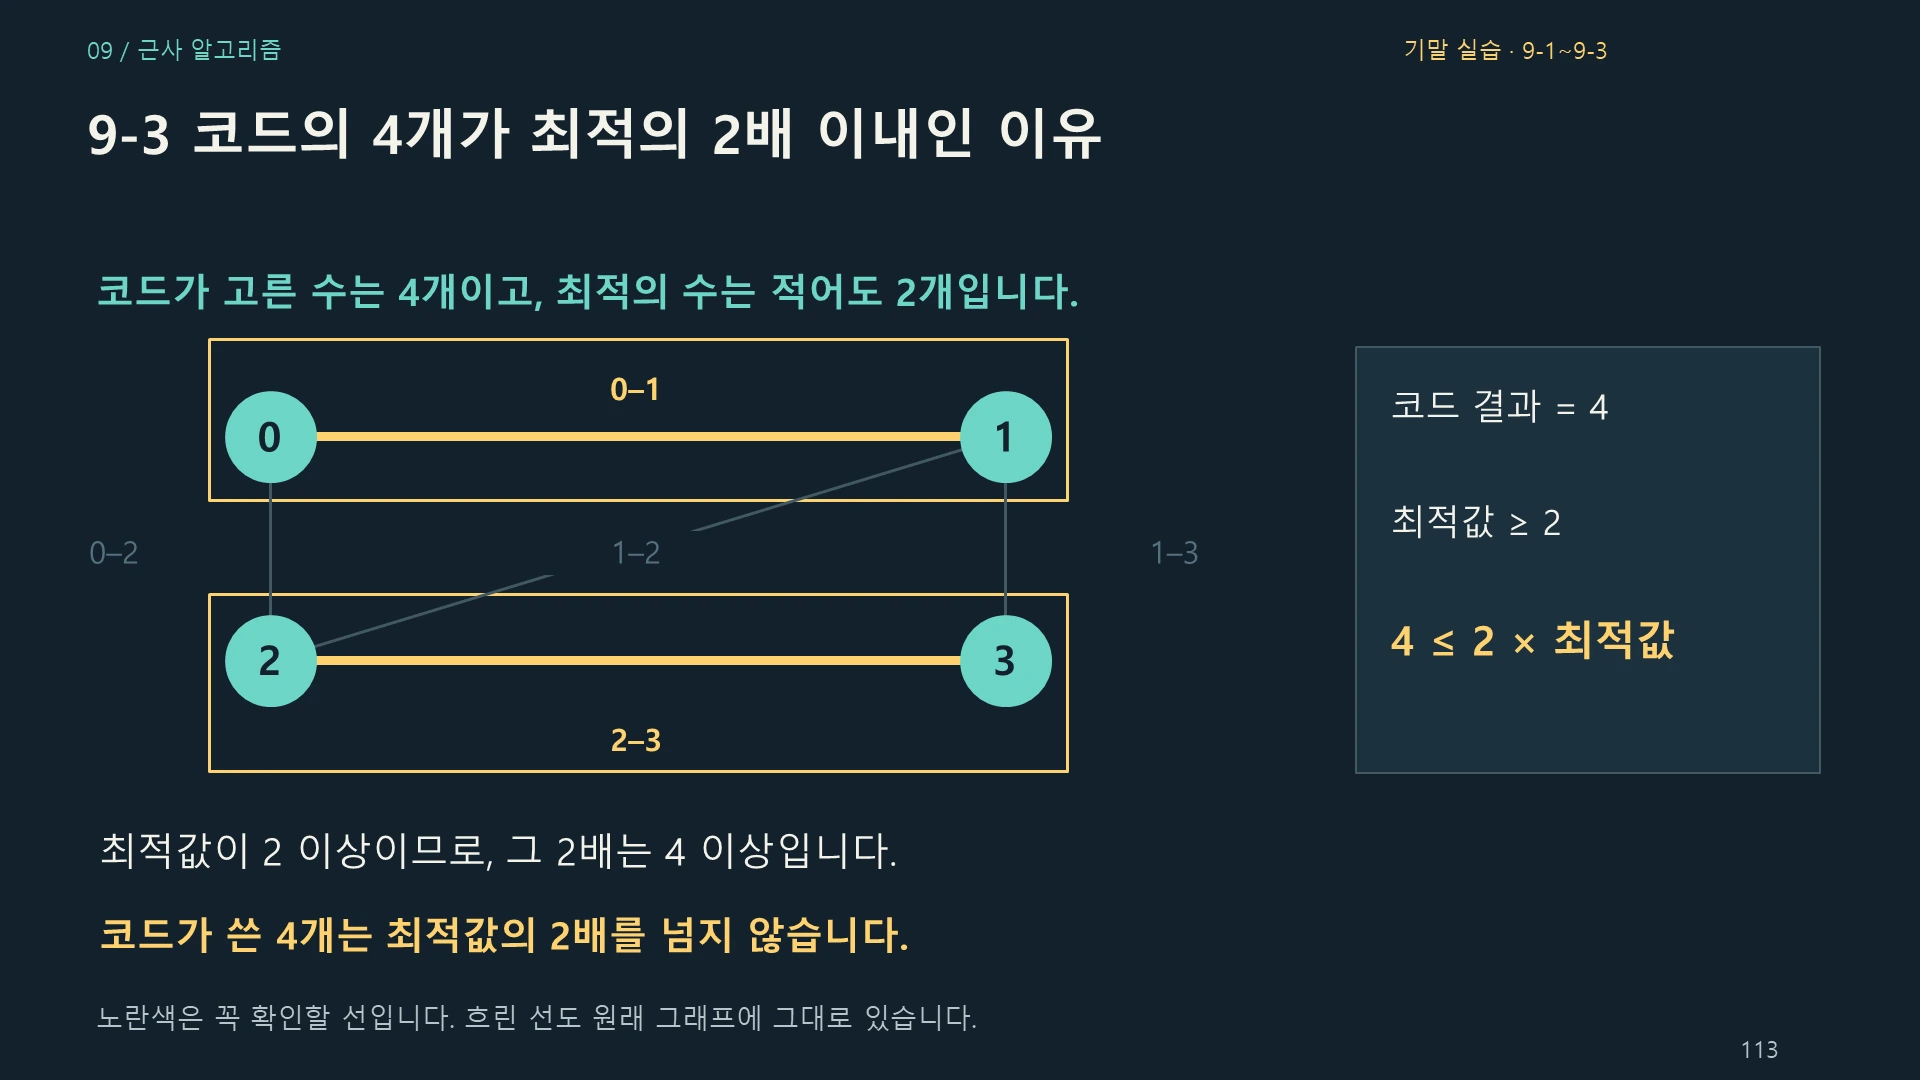 09 / 근사 알고리즘
기말 실습 · 9-1~9-3
9-3 코드의 4개가 최적의 2배 이내인 이유
코드가 고른 수는 4개이고, 최적의 수는 적어도 2개입니다.
0–1
0
1
0–2
1–2
1–3
2
3
2–3
코드 결과 = 4
최적값 ≥ 2
4 ≤ 2 × 최적값
최적값이 2 이상이므로, 그 2배는 4 이상입니다.
코드가 쓴 4개는 최적값의 2배를 넘지 않습니다.
노란색은 꼭 확인할 선입니다. 흐린 선도 원래 그래프에 그대로 있습니다.
113